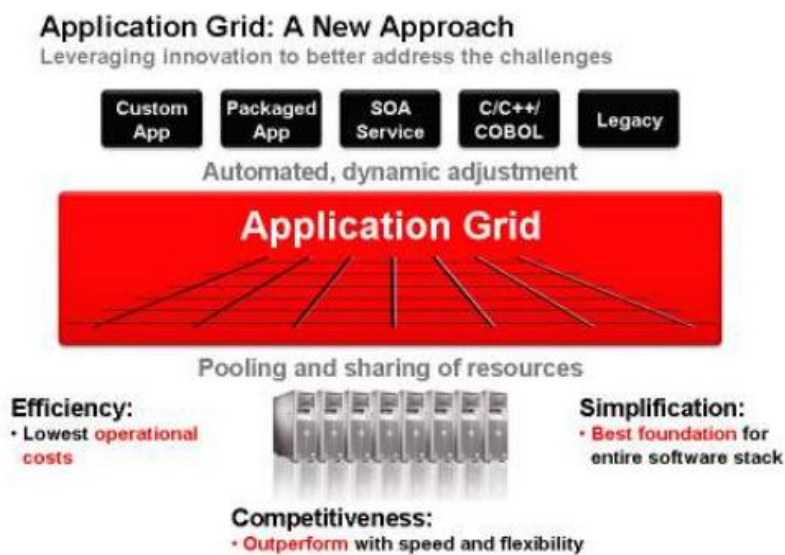 Application Grid: A New Approach
Leveraging innovation to better address the challenges
Custom App
Packaged App
SOA Service
C/C++/ COBOL
Legacy
Automated, dynamic adjustment
Application Grid
Pooling and sharing of resources
Efficiency:
• Lowest operational
costs
Simplification:
• Best foundation for
entire software stack
Competitiveness:
• Outperform with speed and flexibility